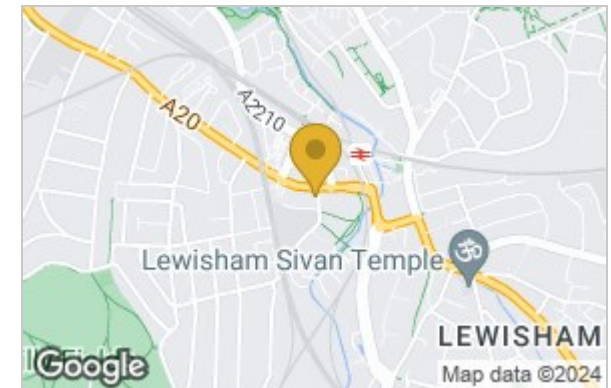 A20
A2210
Lewisham Sivan Temple
ॐ
LEWISHAM
Google
Map data ©2024